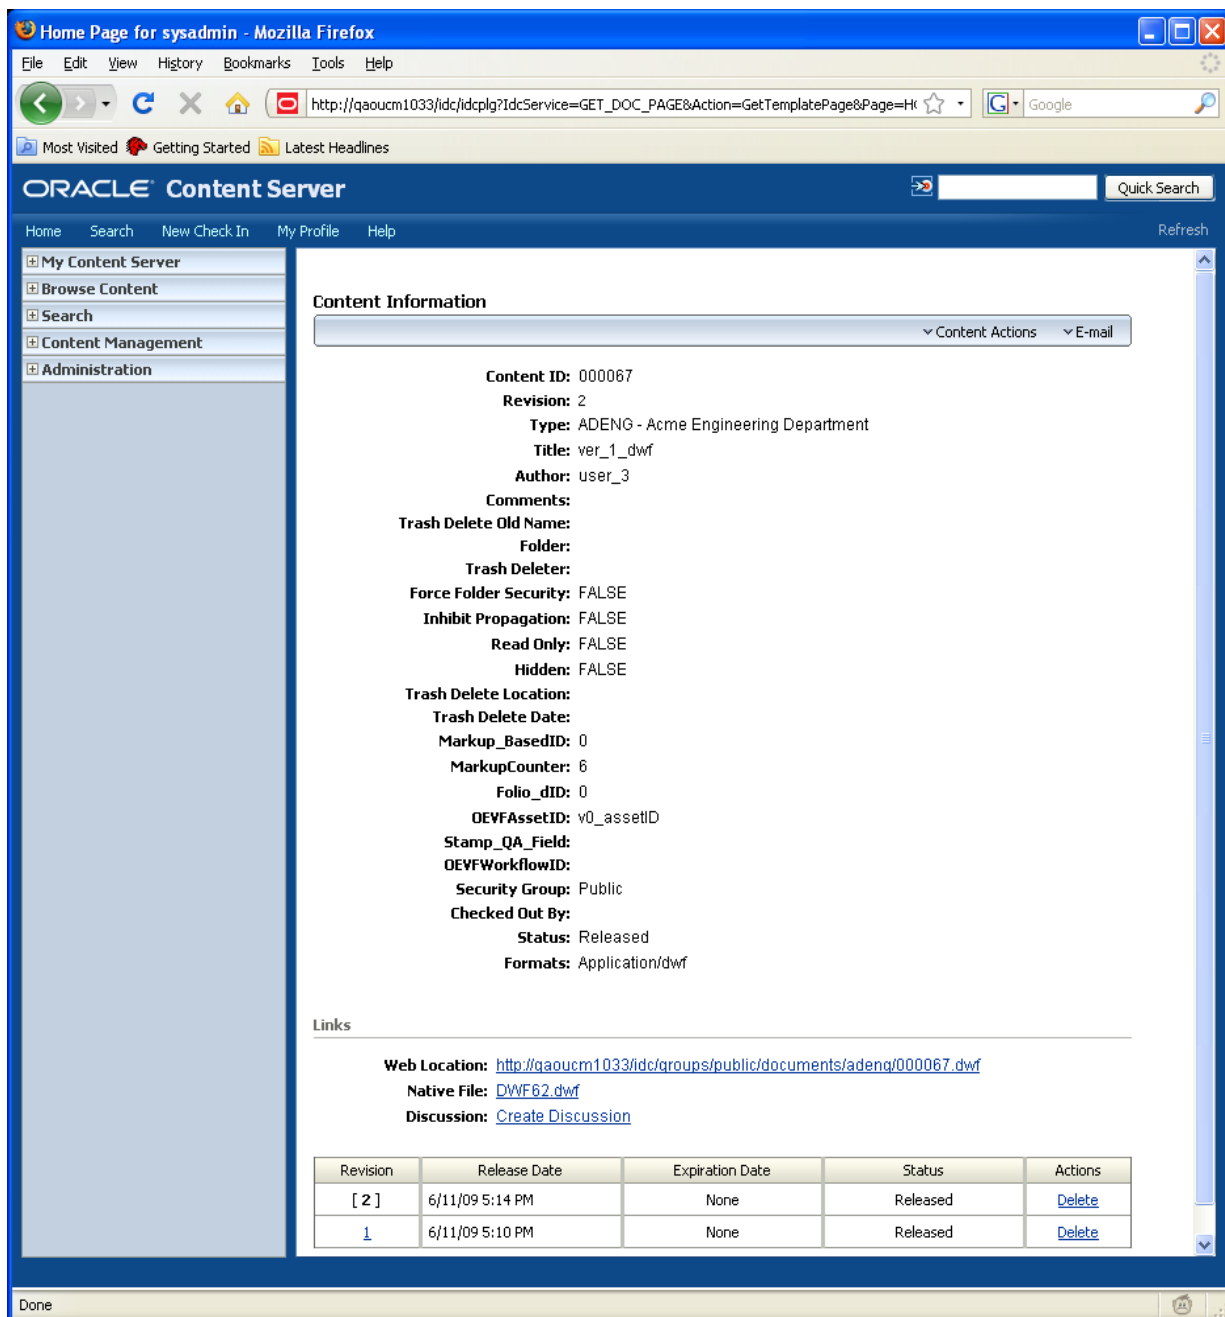 Home Page for sysadmin - Mozilla Firefox
File Edit View History Bookmarks Tools Help
http://qaoucm1033/idc/idcplg?IdcService=GET_DOC_PAGE&Action=GetTemplatePage&Page=H
G Google
Most Visited Getting Started Latest Headlines
ORACLE Content Server Quick Search
Home Search New Check In My Profile Help Refresh
My Content Server
Browse Content
Search
Content Management
Administration
Content Information
Content Actions E-mail
Content ID: 000067
Revision: 2
Type: ADENG - Acme Engineering Department
Title: ver_1_dwf
Author: user_3
Comments:
Trash Delete Old Name:
Folder:
Trash Deleter:
Force Folder Security: FALSE
Inhibit Propagation: FALSE
Read Only: FALSE
Hidden: FALSE
Trash Delete Location:
Trash Delete Date:
Markup_BasedID: 0
MarkupCounter: 6
Folio_dID: 0
OEVFAssetID: v0_assetID
Stamp_QA_Field:
OEVFWorkflowID:
Security Group: Public
Checked Out By:
Status: Released
Formats: Application/dwf
Links
Web Location: http://qaoucm1033/idc/groups/public/documents/adeng/000067.dwf
Native File: DWF62.dwf
Discussion: Create Discussion
Revision Release Date Expiration Date Status Actions
[ 2 ] 6/11/09 5:14 PM None Released Delete
1 6/11/09 5:10 PM None Released Delete
Done